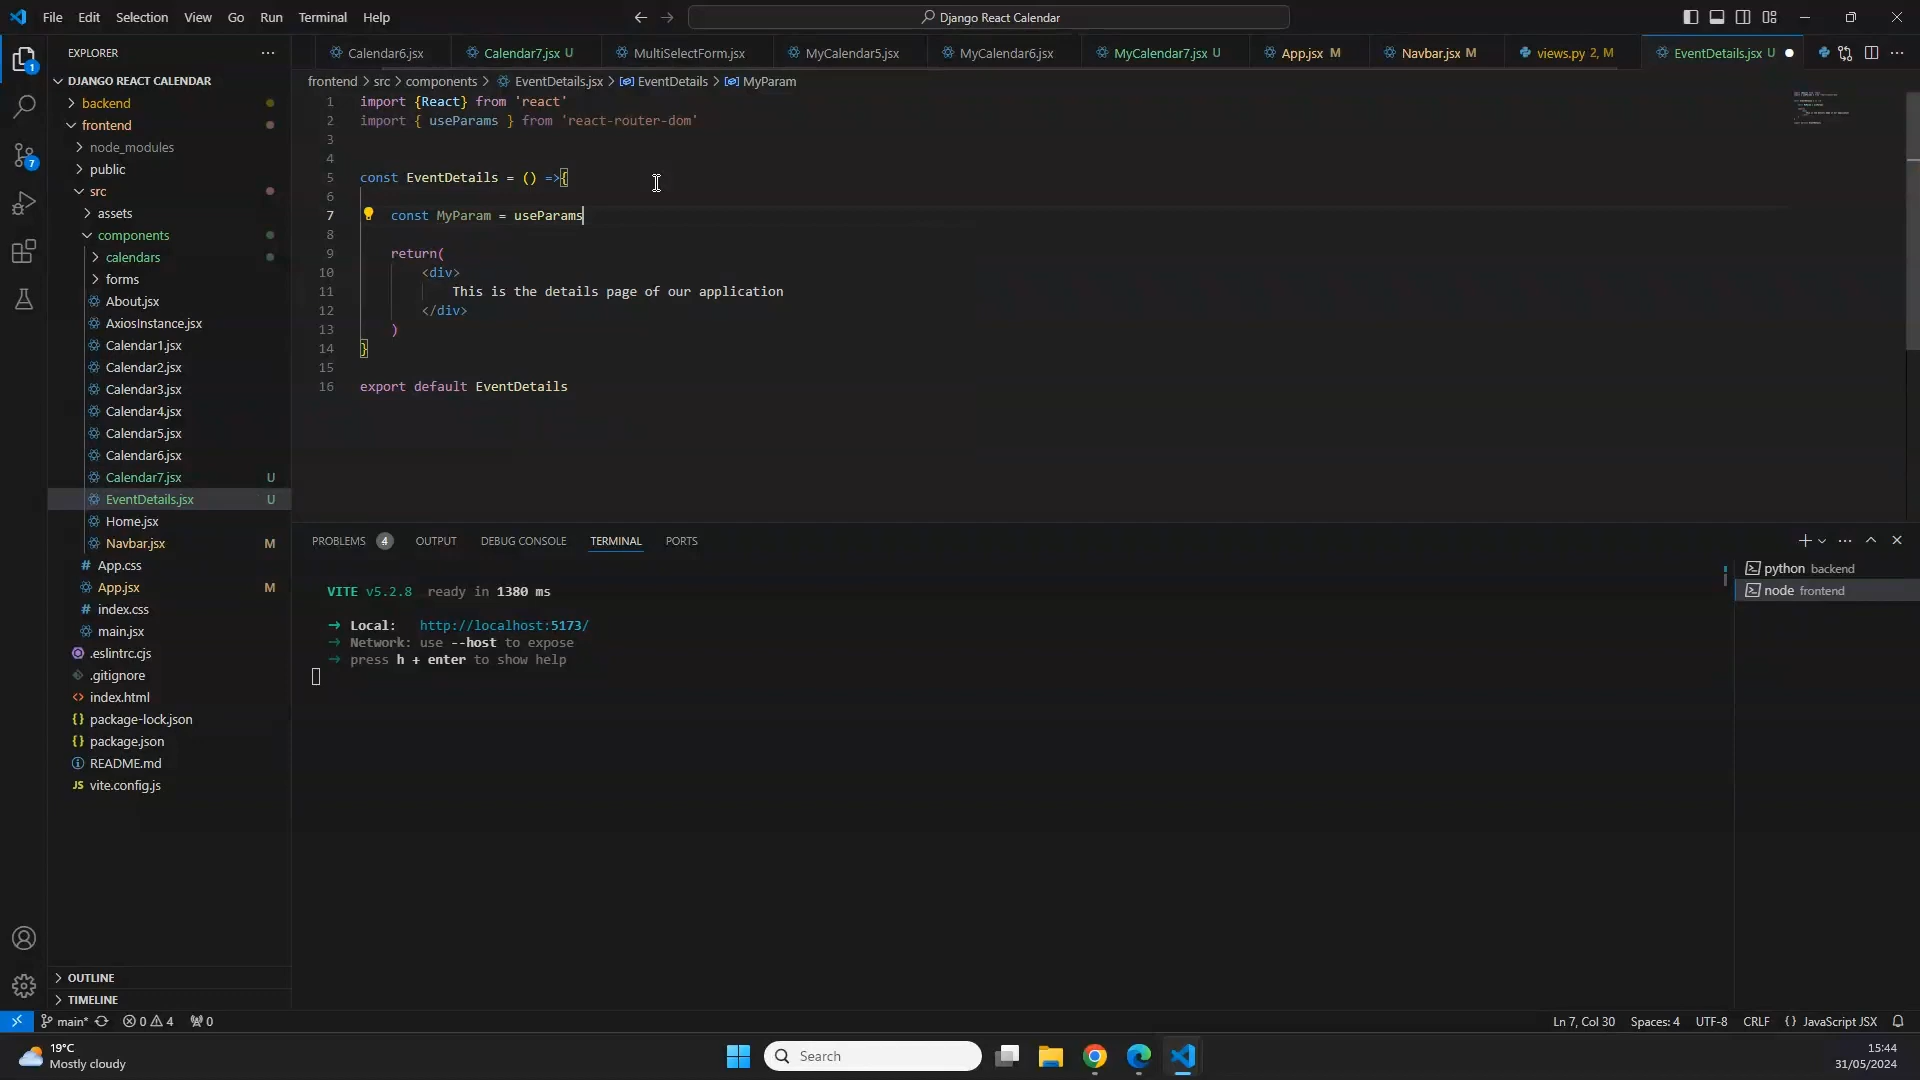 File Edit Selection View Go Run Terminal Help
Django React Calendar
EXPLORER
DJANGO REACT CALENDAR
backend
frontend
node_modules
public
src
assets
components
calendars
forms
About.jsx
AxiosInstance.jsx
Calendar1.jsx
Calendar2.jsx
Calendar3.jsx
Calendar4.jsx
Calendar5.jsx
Calendar6.jsx
Calendar7.jsx U
EventDetails.jsx U
Home.jsx
Navbar.jsx M
App.css
App.jsx M
index.css
main.jsx
.eslintrc.cjs
.gitignore
index.html
package-lock.json
package.json
README.md
vite.config.js
OUTLINE
TIMELINE
Calendar6.jsx Calendar7.jsx U MultiSelectForm.jsx MyCalendar5.jsx MyCalendar6.jsx MyCalendar7.jsx U App.jsx M Navbar.jsx M views.py 2, M EventDetails.jsx U
frontend > src > components > EventDetails.jsx > EventDetails > MyParam
1 import {React} from 'react'
2 import { useParams } from 'react-router-dom'
3
4
5 const EventDetails = () =>{
6
7 const MyParam = useParams
8
9 return(
10 <div>
11 This is the details page of our application
12 </div>
13 )
14 }
15
16 export default EventDetails
PROBLEMS 4 OUTPUT DEBUG CONSOLE TERMINAL PORTS
VITE v5.2.8 ready in 1380 ms
→ Local: http://localhost:5173/
→ Network: use --host to expose
→ press h + enter to show help
python backend
node frontend
1
7
main* 0 4 0
Ln 7, Col 30 Spaces: 4 UTF-8 CRLF {} JavaScript JSX
19°C
Mostly cloudy
Search
15:44
31/05/2024